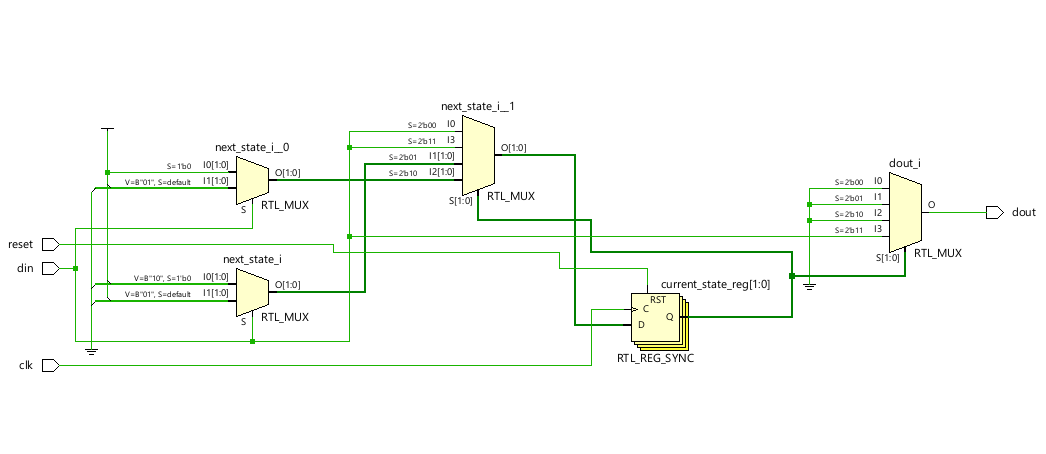 next_state_i__1
S=2'b00 I0
S=2'b11 I3
S=2'b01 I1[1:0]
S=2'b10 I2[1:0]
O[1:0]
S[1:0]
RTL_MUX
next_state_i__0
S=1'b0 I0[1:0]
V=B"01", S=default I1[1:0]
O[1:0]
S
RTL_MUX
dout_i
S=2'b00 I0
S=2'b01 I1
S=2'b10 I2
S=2'b11 I3
O
S[1:0]
RTL_MUX
dout
reset
din
next_state_i
V=B"10", S=1'b0 I0[1:0]
V=B"01", S=default I1[1:0]
O[1:0]
S
RTL_MUX
current_state_reg[1:0]
RST
C
Q
D
RTL_REG_SYNC
clk